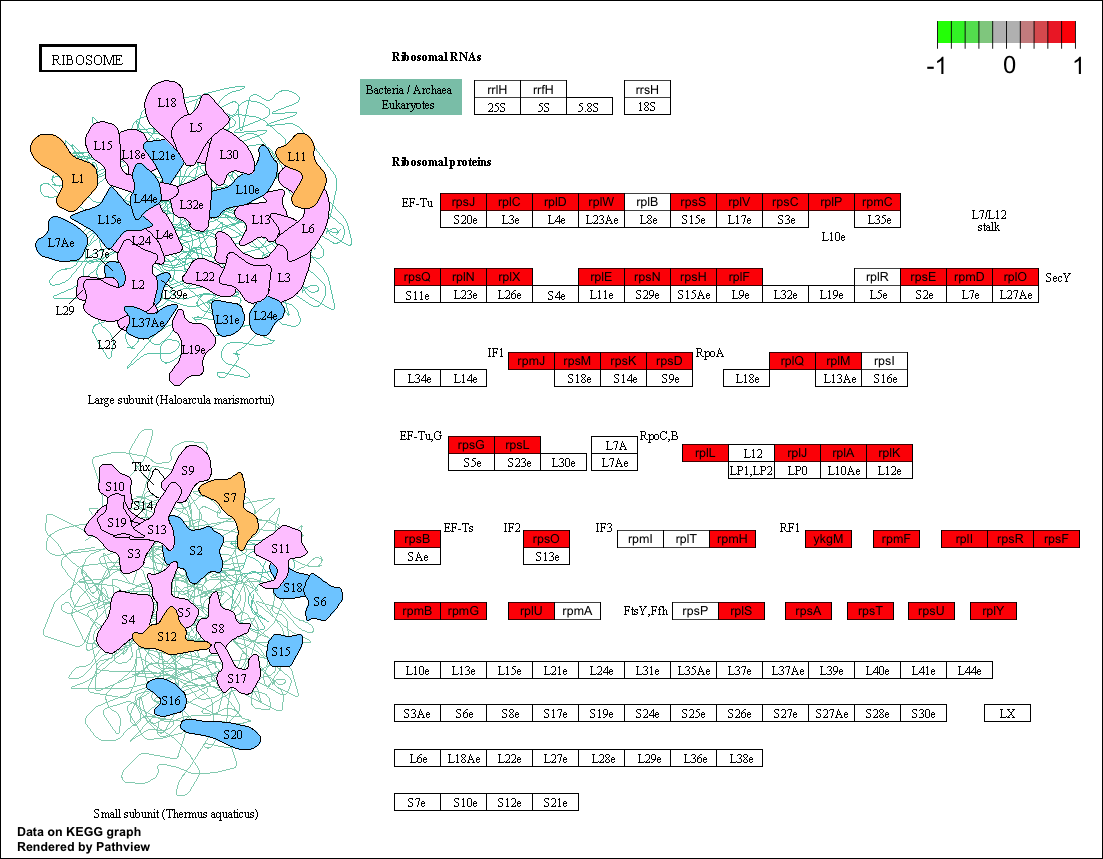 RIBOSOME
L18
L5
L15
L18e
L21e
L30
L11
L1
L10e
L44e
L32e
L15e
L13
L6
L7Ae
L24
L4e
L37e
L2
L22
L14
L3
L39e
L29
L37Ae
L31e
L24e
L23
L19e
Large subunit (Haloarcula marismortui)
Thx
S9
S10
S7
S14
S19
S13
S3
S2
S11
S18
S6
S4
S5
S8
S12
S15
S17
S16
S20
Small subunit (Thermus aquaticus)
Data on KEGG graph
Rendered by Pathview
-1 0 1
Ribosomal RNAs
Bacteria / Archaea rrlH rrfH rrsH
Eukaryotes 25S 5S 5.8S 18S
Ribosomal proteins
EF-Tu rpsJ rplC rplD rplW rplB rpsS rplV rpsC rplP rpmC
S20e L3e L4e L23Ae L8e S15e L17e S3e L35e
L10e
L7/L12
stalk
rpsQ rplN rplX rplE rpsN rpsH rplF rplR rpsE rpmD rplO SecY
S11e L23e L26e S4e L11e S29e S15Ae L9e L32e L19e L5e S2e L7e L27Ae
IF1 rpmJ rpsM rpsK rpsD RpoA rplQ rplM rpsI
L34e L14e S18e S14e S9e L18e L13Ae S16e
EF-Tu,G rpsG rpsL L7A RpoC,B rplL L12 rplJ rplA rplK
S5e S23e L30e L7Ae LP1,LP2 LP0 L10Ae L12e
rpsB EF-Ts IF2 rpsO IF3 rpmI rplT rpmH RF1 ykgM rpmF rplI rpsR rpsF
SAe S13e
rpmB rpmG rplU rpmA FtsY,Ffh rpsP rplS rpsA rpsT rpsU rplY
L10e L13e L15e L21e L24e L31e L35Ae L37e L37Ae L39e L40e L41e L44e
S3Ae S6e S8e S17e S19e S24e S25e S26e S27e S27Ae S28e S30e LX
L6e L18Ae L22e L27e L28e L29e L36e L38e
S7e S10e S12e S21e